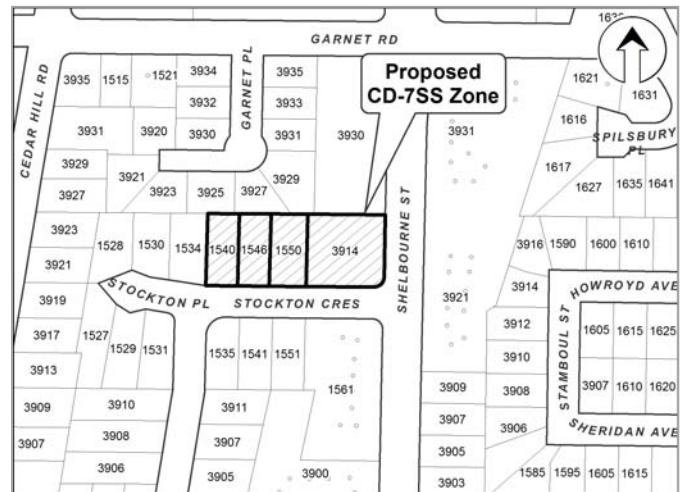 GARNET RD
1630
3935 1515 1521 3934
GARNET PL
3935
Proposed
CD-7SS Zone
1621
1631
CEDAR HILL RD
3932
3933
1616
3931 3920 3930 3931 3930
3931
SPILSBURY PL
3929
3921
3929
1617
3927
3923 3925 3927
1627 1635 1641
3923
1528 1530 1534 1540 1546 1550 3914
SHELBOURNE ST
3916 1590 1600 1610
3921
3919
STOCKTON PL
STOCKTON CRES
3921
3914
HOWROYD AVE
3912
STAMBOUL ST
3917
1527 1529 1531
1535 1541 1551
1605 1615 1625
3913
3910
1561
3909
3908
3907 1610 1620
3909 3910
3911
3907
3906
3907
3908
3907
SHERIDAN AVE
3905
3906
3905
3900
3903
1585 1595 1605 1615